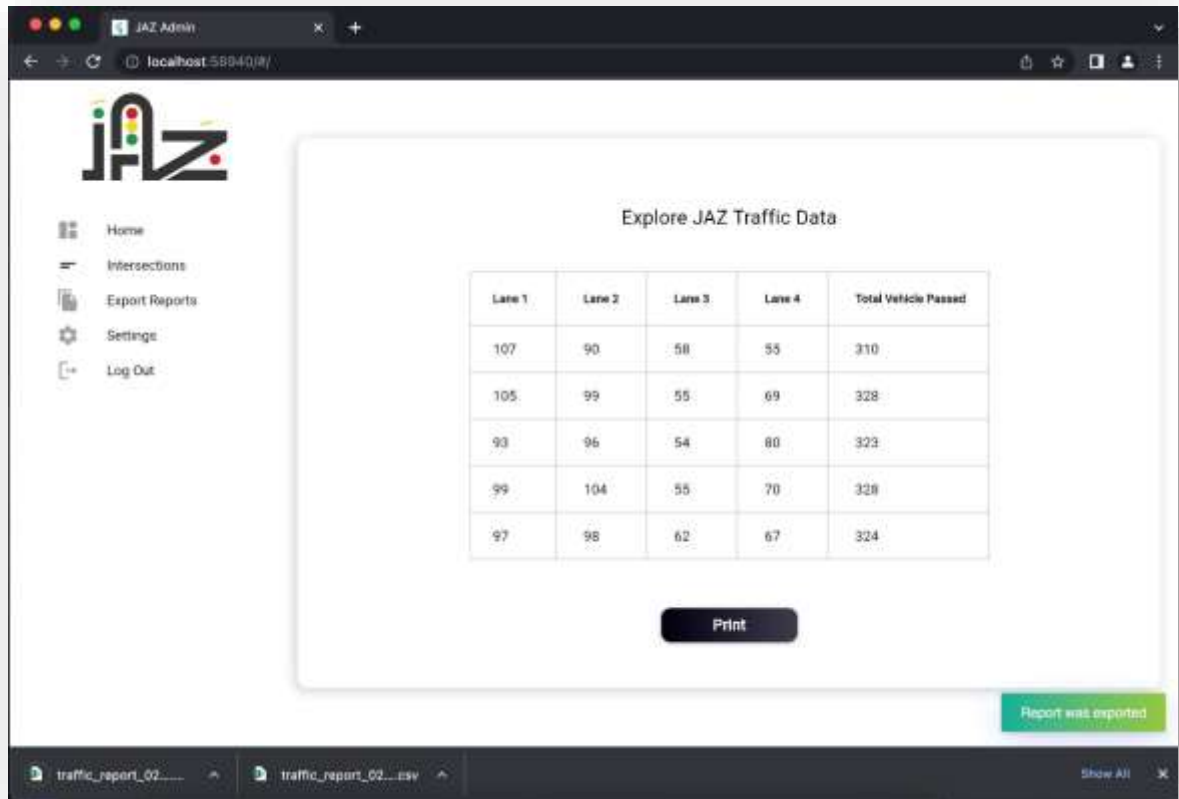 JAZ Admin
localhost:58940/#/
jAZ
Home
Intersections
Export Reports
Settings
Log Out
Explore JAZ Traffic Data
Lane 1 Lane 2 Lane 3 Lane 4 Total Vehicle Passed
107 90 58 55 310
105 99 55 69 328
93 96 54 80 323
99 104 55 70 328
97 98 62 67 324
Print
Report was exported
traffic_report_02...... traffic_report_02....csv Show All